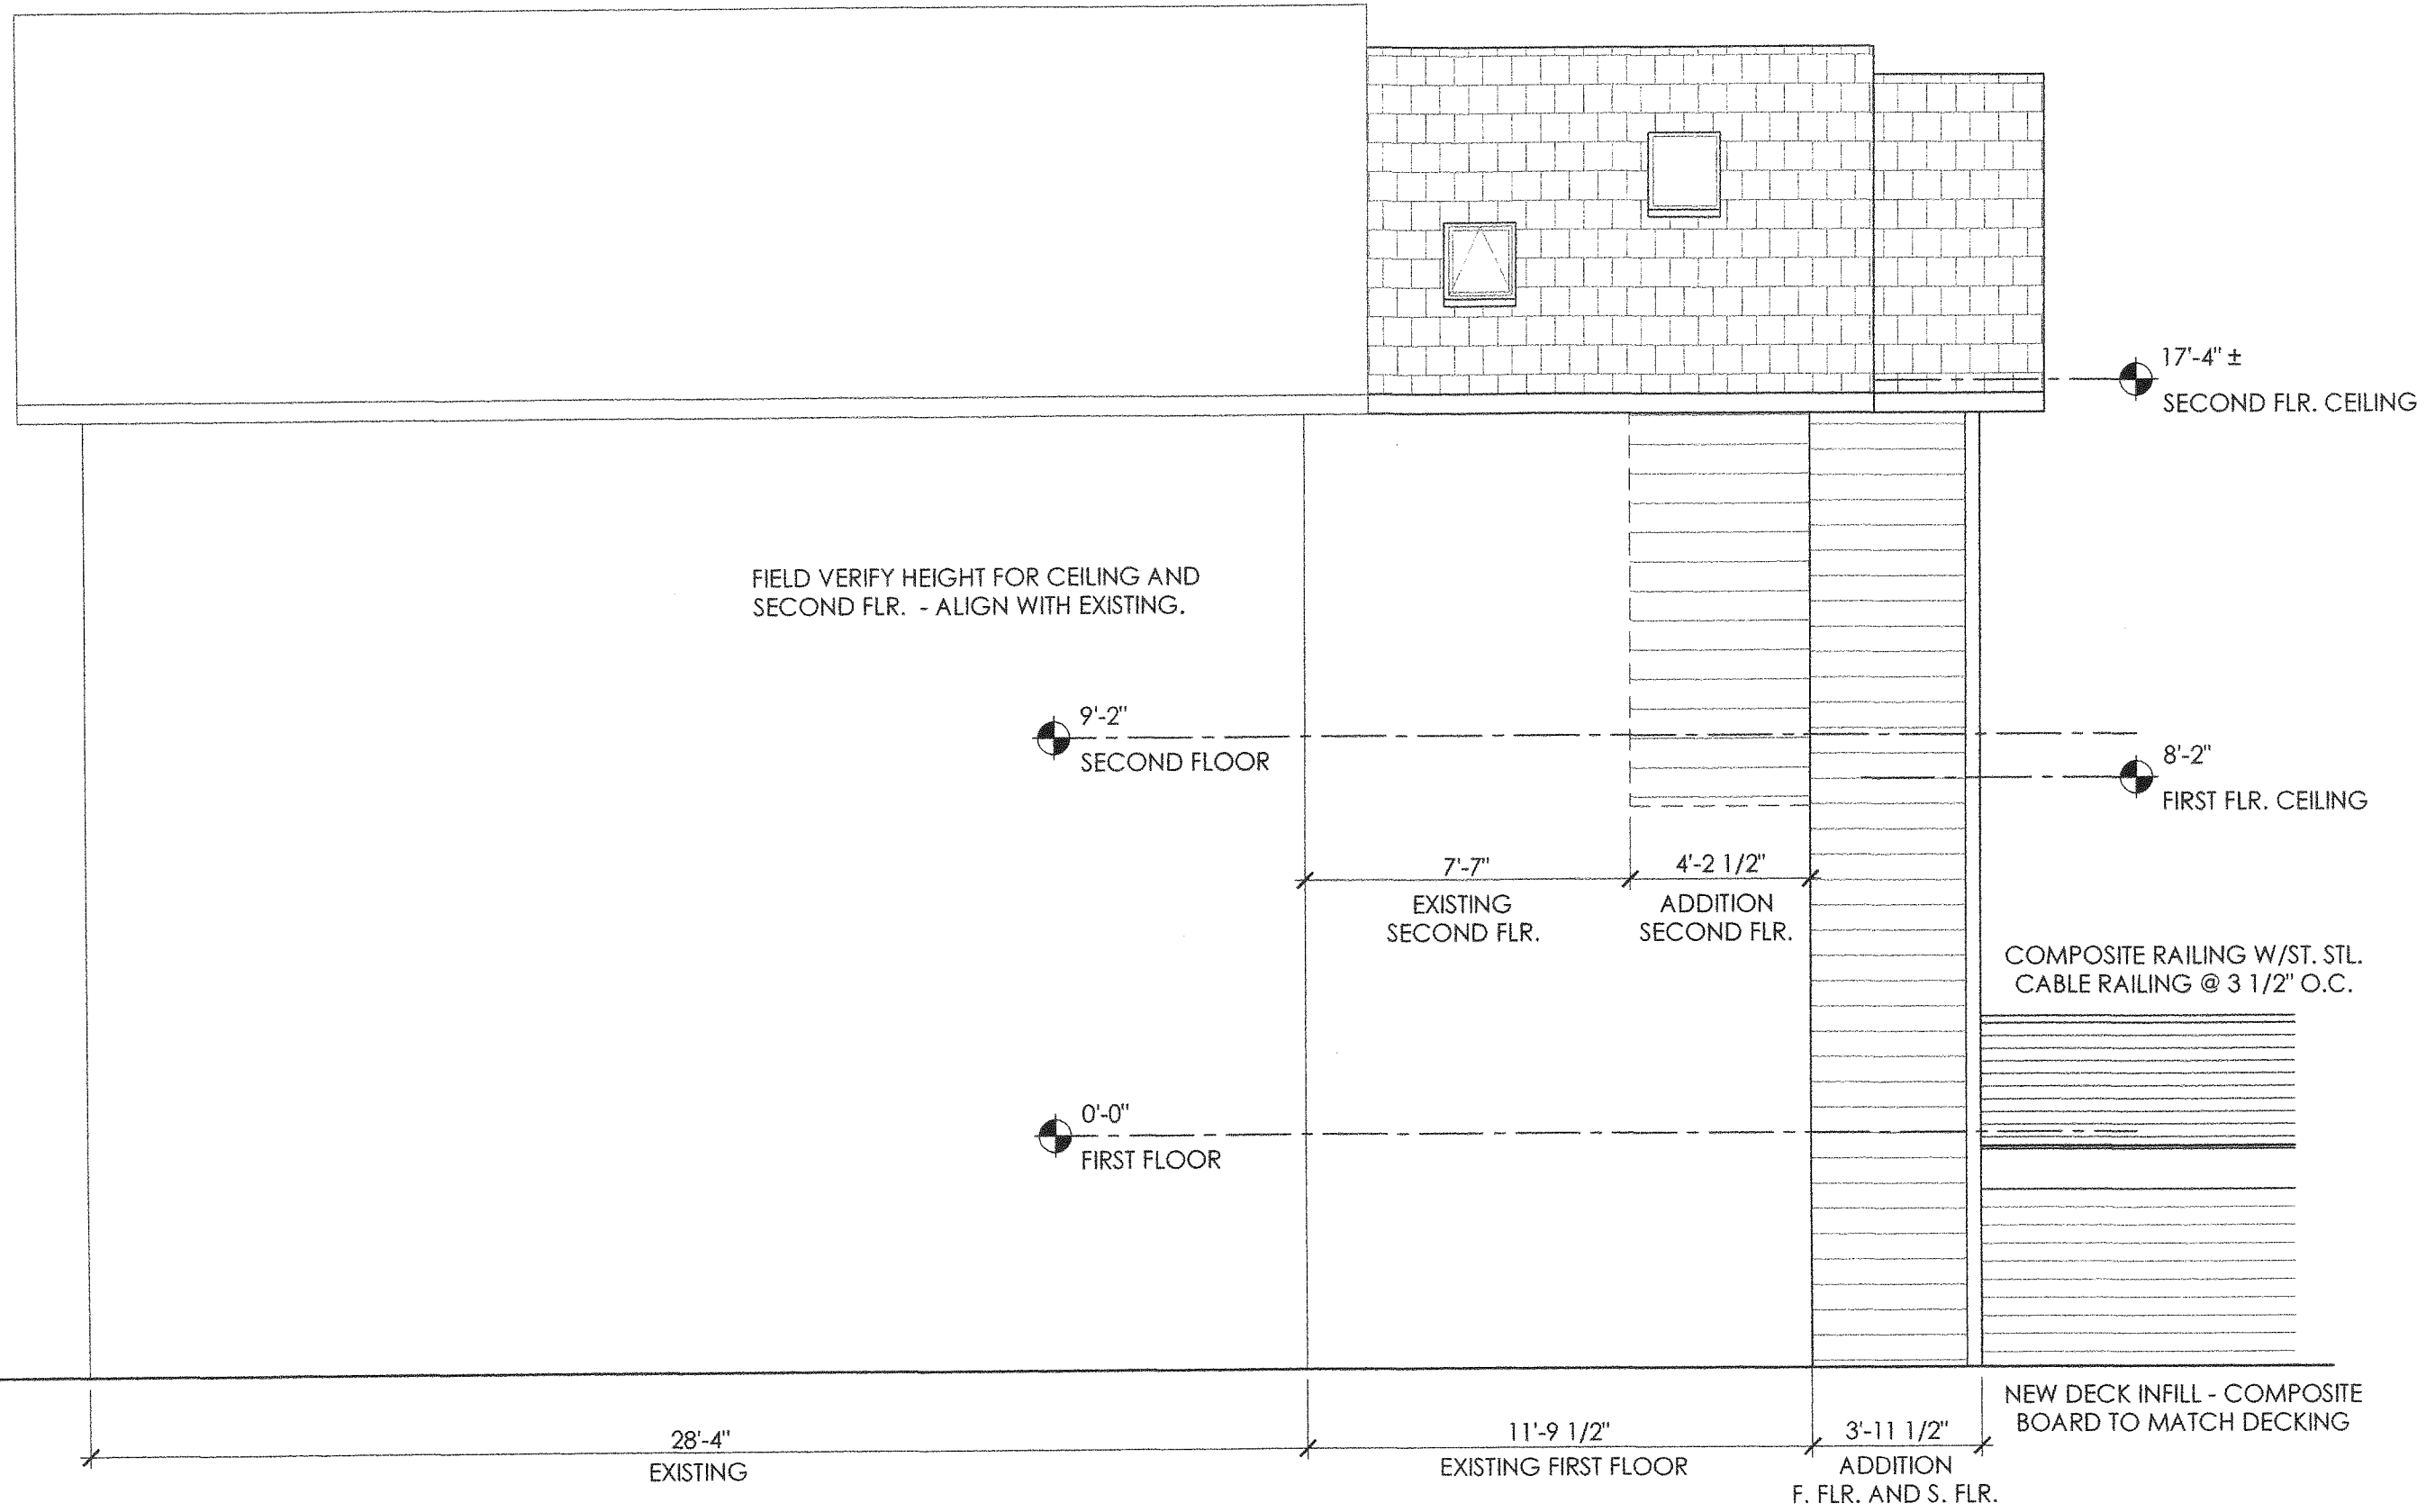 17'-4" ±
SECOND FLR. CEILING
FIELD VERIFY HEIGHT FOR CEILING AND
SECOND FLR.  - ALIGN WITH EXISTING.
9'-2"
SECOND FLOOR
8'-2"
FIRST FLR. CEILING
7'-7"
EXISTING
SECOND FLR.
4'-2 1/2"
ADDITION
SECOND FLR.
COMPOSITE RAILING W/ST. STL.
CABLE RAILING @ 3 1/2" O.C.
0'-0"
FIRST FLOOR
NEW DECK INFILL - COMPOSITE
BOARD TO MATCH DECKING
28'-4"
EXISTING
11'-9 1/2"
EXISTING FIRST FLOOR
3'-11 1/2"
ADDITION
F. FLR. AND S. FLR.